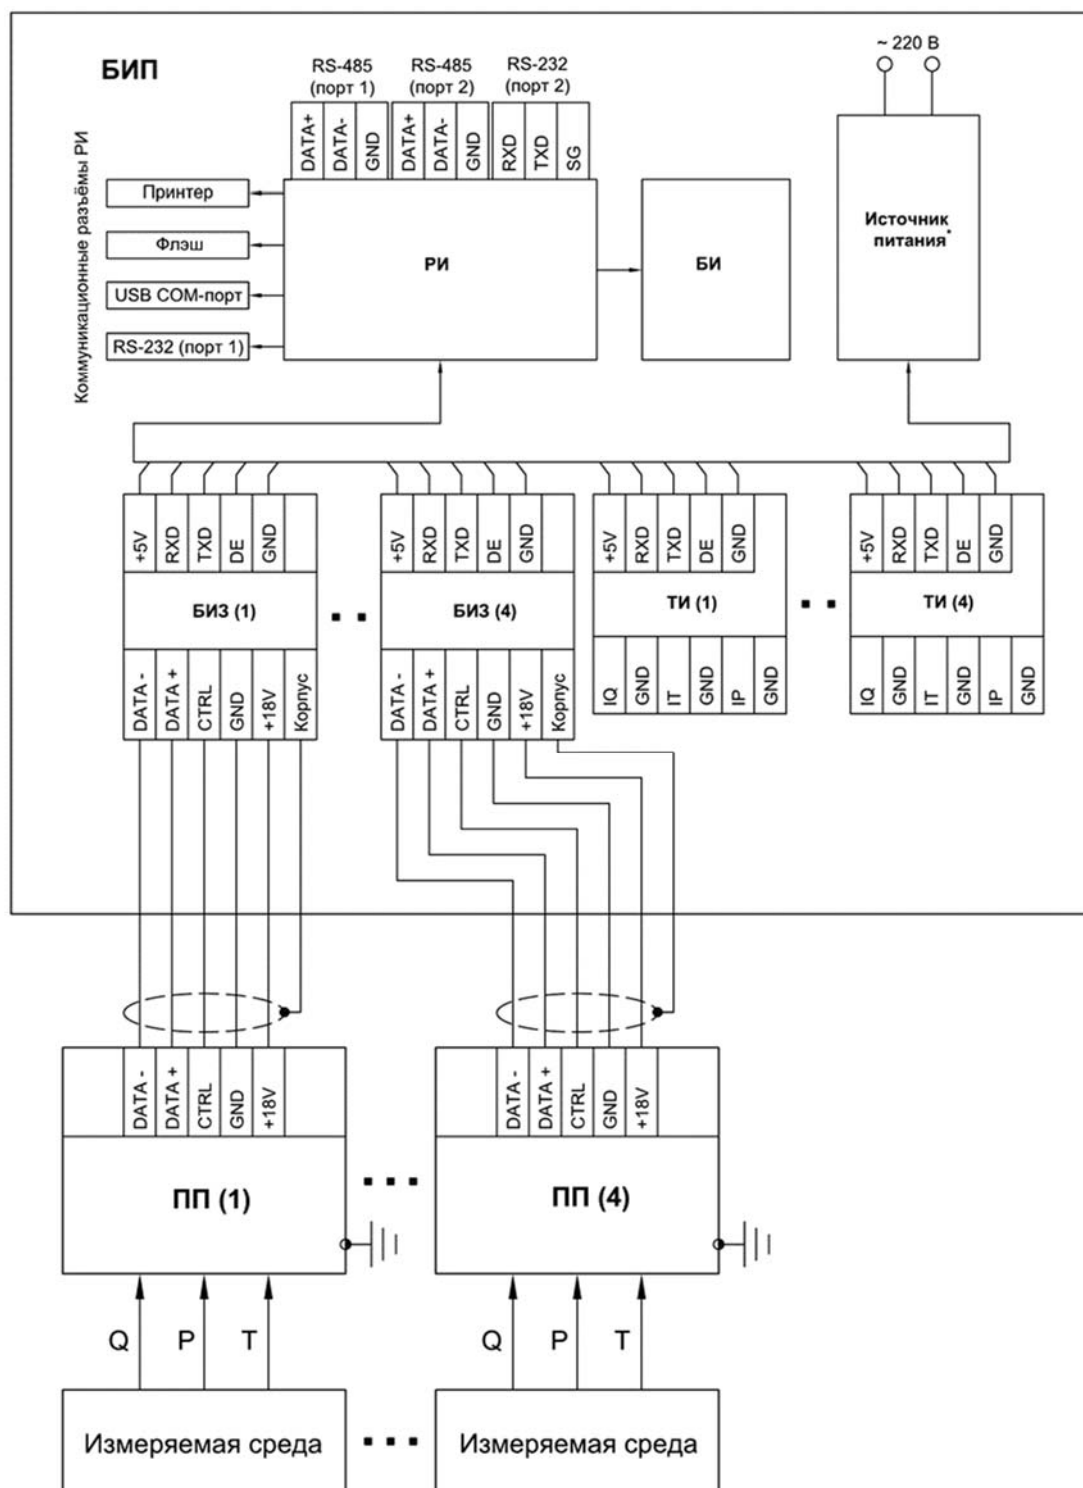 ~ 220 В
БИП
RS-485
(порт 1)
RS-485
(порт 2)
RS-232
(порт 2)
DATA+
DATA-
GND
DATA+
DATA-
GND
RXD
TXD
SG
Коммуникационные разъёмы РИ
Принтер
Флэш
USB COM-порт
RS-232 (порт 1)
РИ
БИ
Источник
питания*
+5V
RXD
TXD
DE
GND
+5V
RXD
TXD
DE
GND
+5V
RXD
TXD
DE
GND
+5V
RXD
TXD
DE
GND
БИЗ (1)
БИЗ (4)
ТИ (1)
ТИ (4)
DATA -
DATA +
CTRL
GND
+18V
Корпус
DATA -
DATA +
CTRL
GND
+18V
Корпус
IQ
GND
IT
GND
IP
GND
IQ
GND
IT
GND
IP
GND
DATA -
DATA +
CTRL
GND
+18V
DATA -
DATA +
CTRL
GND
+18V
ПП (1)
ПП (4)
Q
P
T
Q
P
T
Измеряемая среда
Измеряемая среда